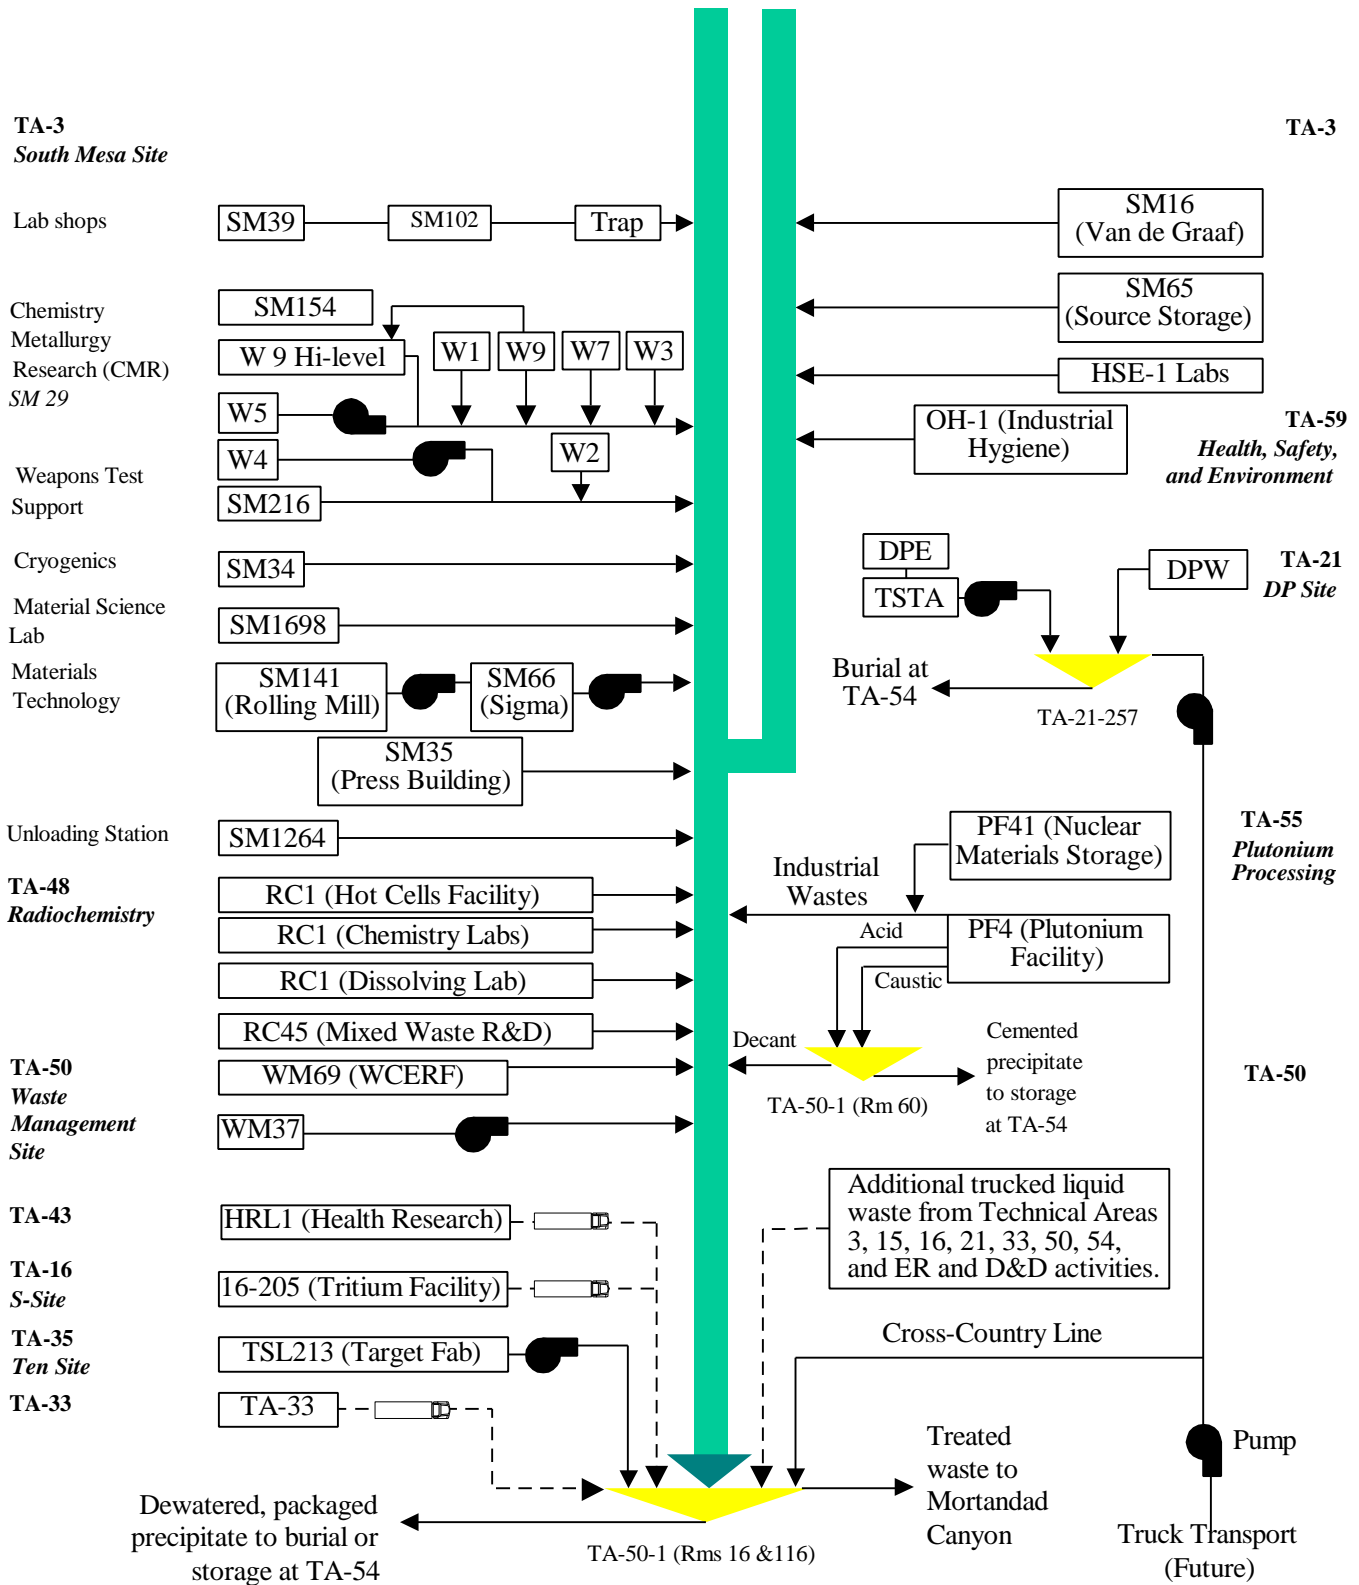 TA-3
South Mesa Site
TA-3
Lab shops
SM39
SM102
Trap
SM16
(Van de Graaf)
Chemistry
Metallurgy
Research (CMR)
SM 29
SM154
W 9 Hi-level
W1
W9
W7
W3
W5
W4
W2
SM65
(Source Storage)
HSE-1 Labs
OH-1 (Industrial
Hygiene)
TA-59
Health, Safety,
and Environment
Weapons Test
Support
SM216
Cryogenics
SM34
DPE
TSTA
DPW
TA-21
DP Site
Material Science
Lab
SM1698
Materials
Technology
SM141
(Rolling Mill)
SM66
(Sigma)
Burial at
TA-54
TA-21-257
SM35
(Press Building)
Unloading Station
SM1264
PF41 (Nuclear
Materials Storage)
TA-55
Plutonium
Processing
Industrial
Wastes
TA-48
Radiochemistry
RC1 (Hot Cells Facility)
RC1 (Chemistry Labs)
RC1 (Dissolving Lab)
RC45 (Mixed Waste R&D)
Acid
PF4 (Plutonium
Facility)
Caustic
Decant
Cemented
precipitate
to storage
at TA-54
TA-50-1 (Rm 60)
TA-50
TA-50
Waste
Management
Site
WM69 (WCERF)
WM37
TA-43
HRL1 (Health Research)
Additional trucked liquid
waste from Technical Areas
3, 15, 16, 21, 33, 50, 54,
and ER and D&D activities.
TA-16
S-Site
16-205 (Tritium Facility)
TA-35
Ten Site
TSL213 (Target Fab)
Cross-Country Line
TA-33
TA-33
Treated
waste to
Mortandad
Canyon
Pump
Dewatered, packaged
precipitate to burial or
storage at TA-54
TA-50-1 (Rms 16 &116)
Truck Transport
(Future)